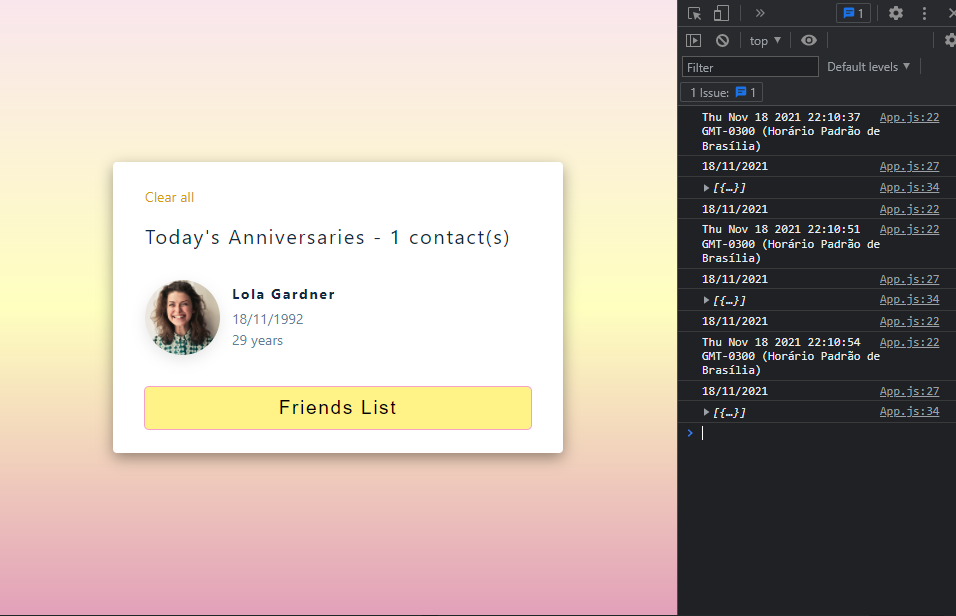 Clear all
Today's Anniversaries - 1 contact(s)
Lola Gardner
18/11/1992
29 years
Friends List
1
top
Filter
Default levels
1 Issue: 1
Thu Nov 18 2021 22:10:37 App.js:22
GMT-0300 (Horário Padrão de
Brasília)
18/11/2021 App.js:27
[{…}] App.js:34
18/11/2021 App.js:22
Thu Nov 18 2021 22:10:51 App.js:22
GMT-0300 (Horário Padrão de
Brasília)
18/11/2021 App.js:27
[{…}] App.js:34
18/11/2021 App.js:22
Thu Nov 18 2021 22:10:54 App.js:22
GMT-0300 (Horário Padrão de
Brasília)
18/11/2021 App.js:27
[{…}] App.js:34